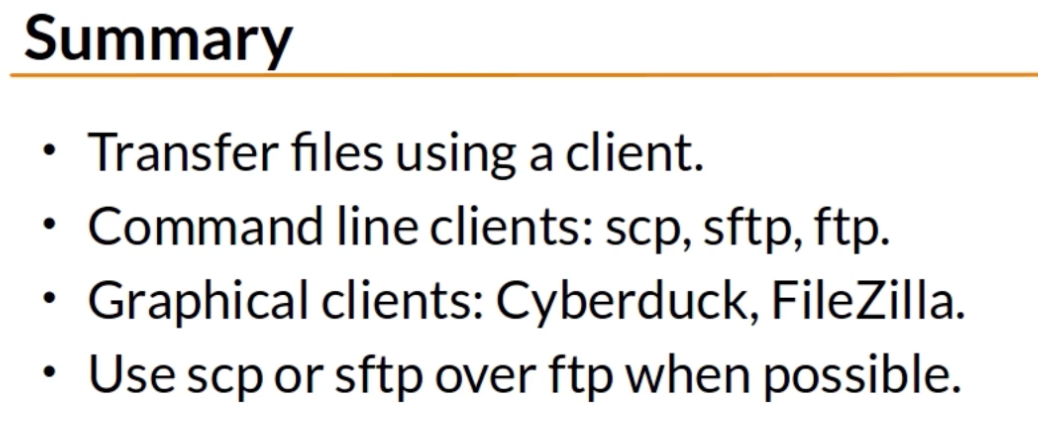 Summary
• Transfer files using a client.
• Command line clients: scp, sftp, ftp.
• Graphical clients: Cyberduck, FileZilla.
• Use scp or sftp over ftp when possible.